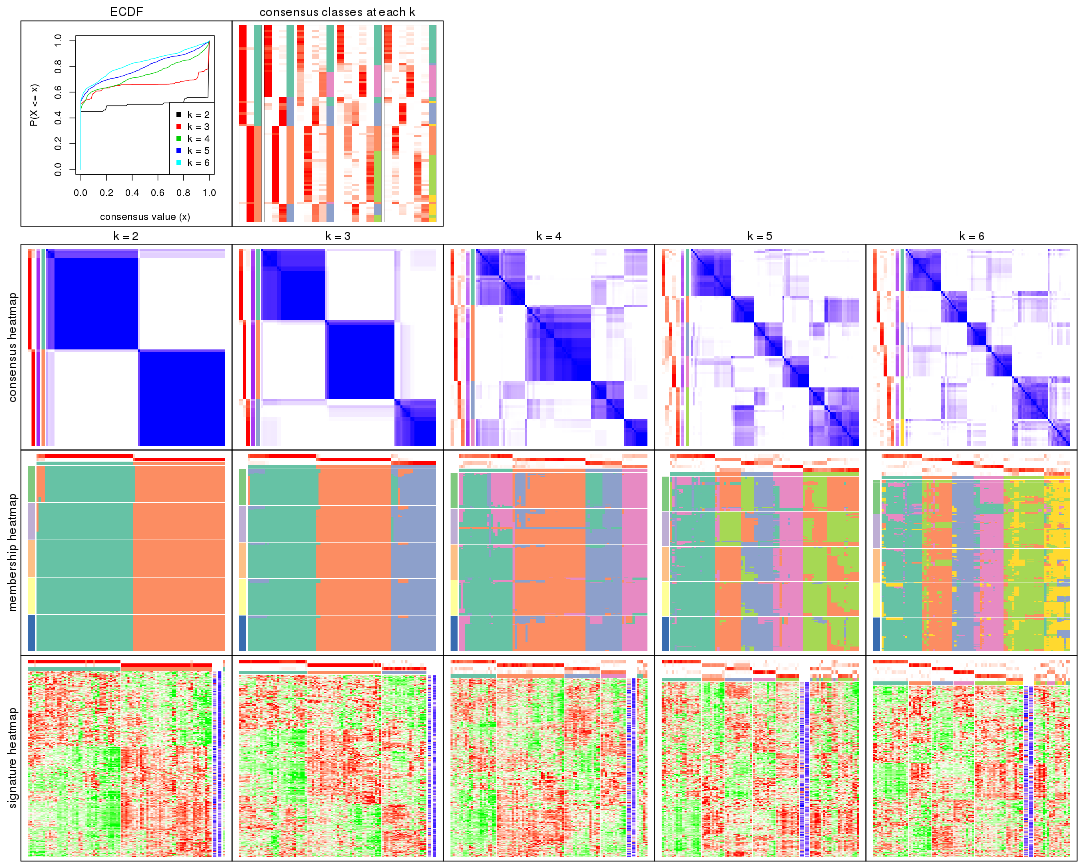 ECDF
consensus classes at each k
P(X <= x)
0.0 0.2 0.4 0.6 0.8 1.0
k = 2
k = 3
k = 4
k = 5
k = 6
0.0 0.2 0.4 0.6 0.8 1.0
consensus value (x)
k = 2
k = 3
k = 4
k = 5
k = 6
consensus heatmap
membership heatmap
signature heatmap